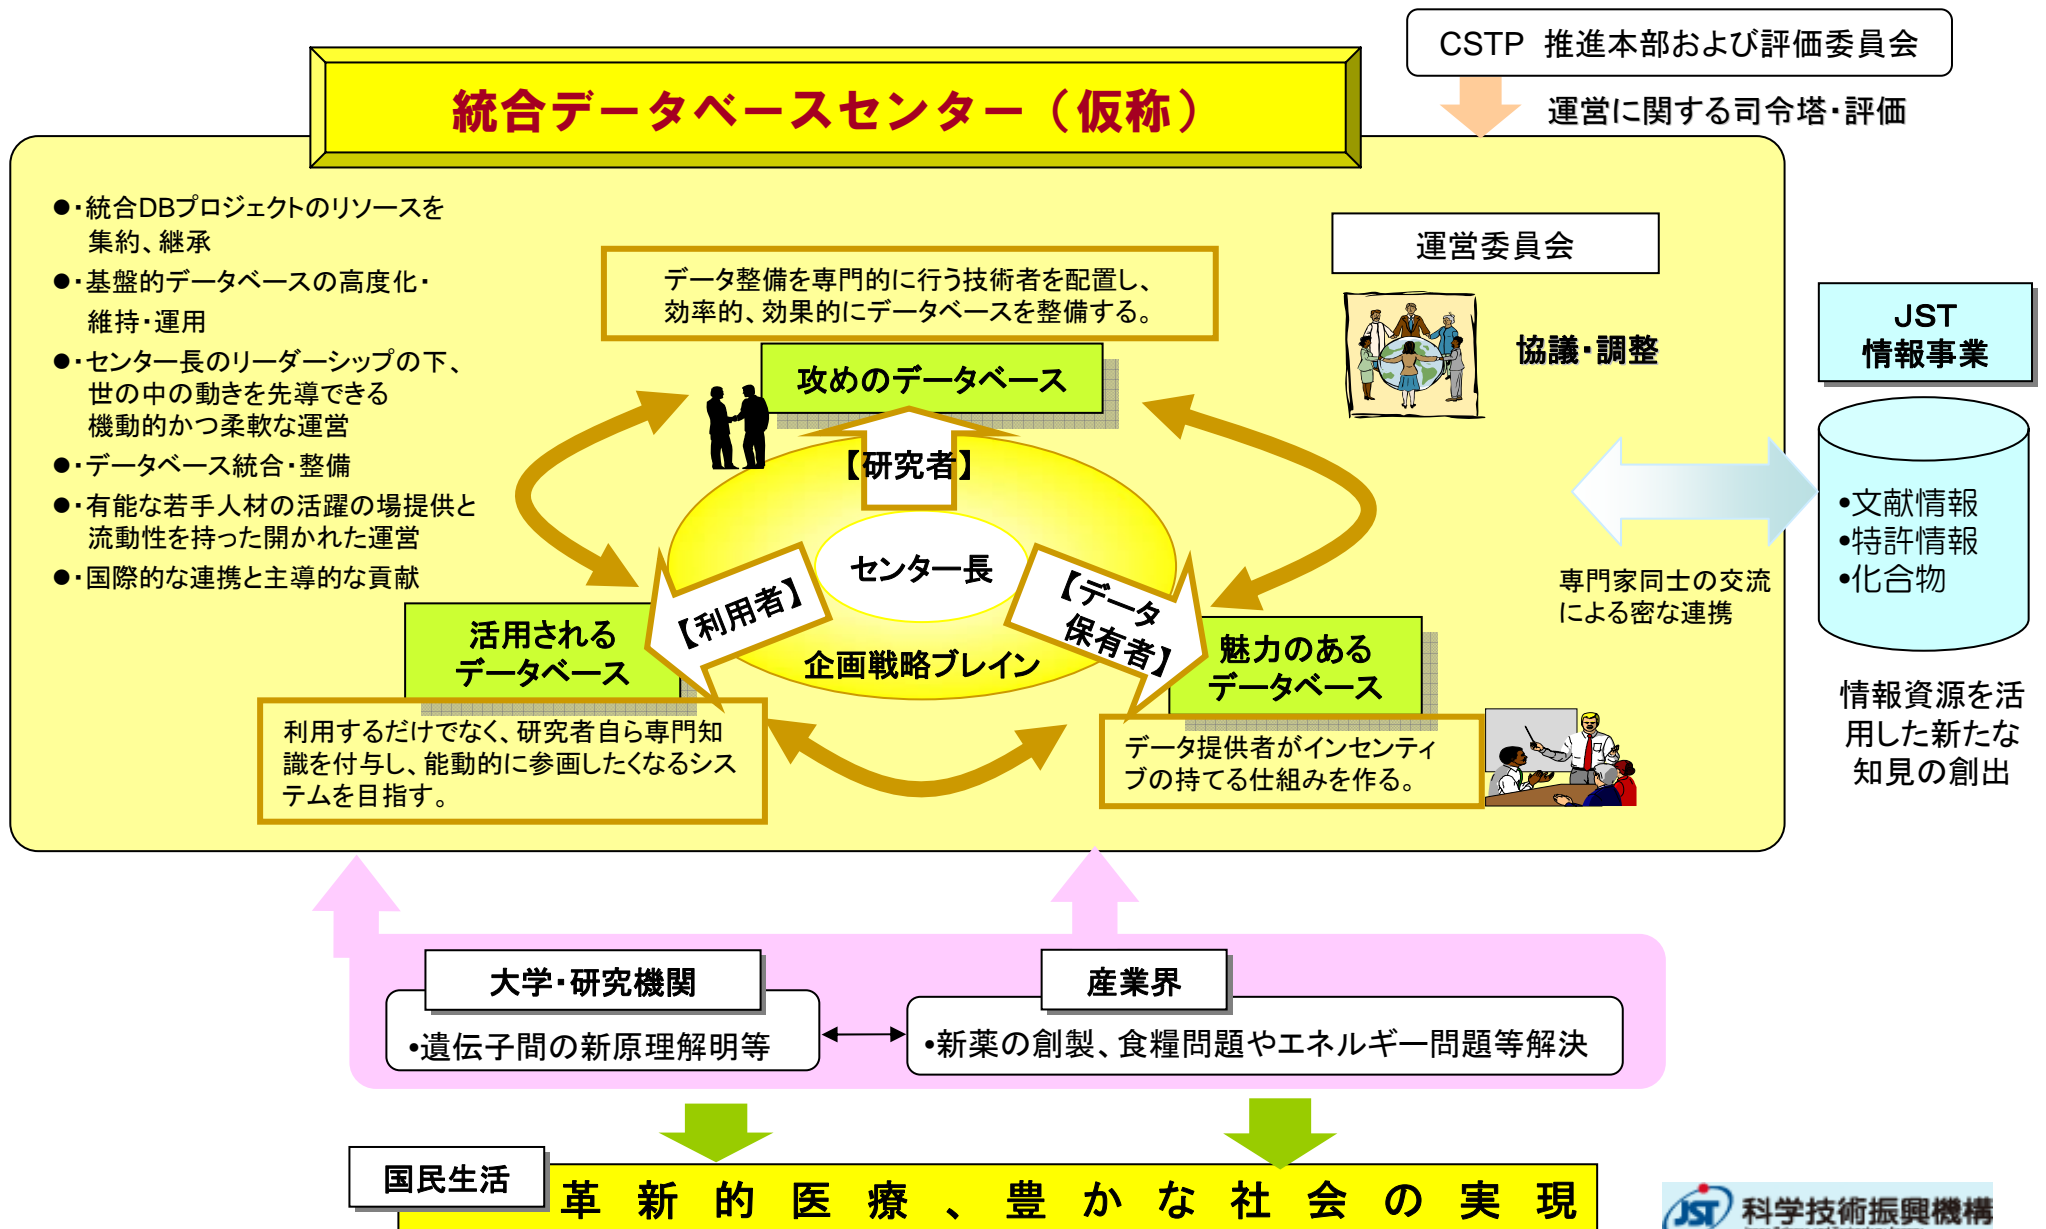 CSTP 推進本部および評価委員会
統合データベースセンター（仮称）
運営に関する司令塔・評価
●・統合DBプロジェクトのリソースを
集約、継承
●・基盤的データベースの高度化・
維持・運用
●・センター長のリーダーシップの下、
世の中の動きを先導できる
機動的かつ柔軟な運営
●・データベース統合・整備
●・有能な若手人材の活躍の場提供と
流動性を持った開かれた運営
●・国際的な連携と主導的な貢献
データ整備を専門的に行う技術者を配置し、
効率的、効果的にデータベースを整備する。
攻めのデータベース
運営委員会
協議・調整
JST
情報事業
•文献情報
•特許情報
•化合物
専門家同士の交流
による密な連携
情報資源を活
用した新たな
知見の創出
【研究者】
センター長
【利用者】
【データ
保有者】
企画戦略ブレイン
活用される
データベース
利用するだけでなく、研究者自ら専門知
識を付与し、能動的に参画したくなるシス
テムを目指す。
魅力のある
データベース
データ提供者がインセンティ
ブの持てる仕組みを作る。
大学・研究機関
•遺伝子間の新原理解明等
産業界
•新薬の創製、食糧問題やエネルギー問題等解決
国民生活
革新的医療、豊かな社会の実現
JST 科学技術振興機構